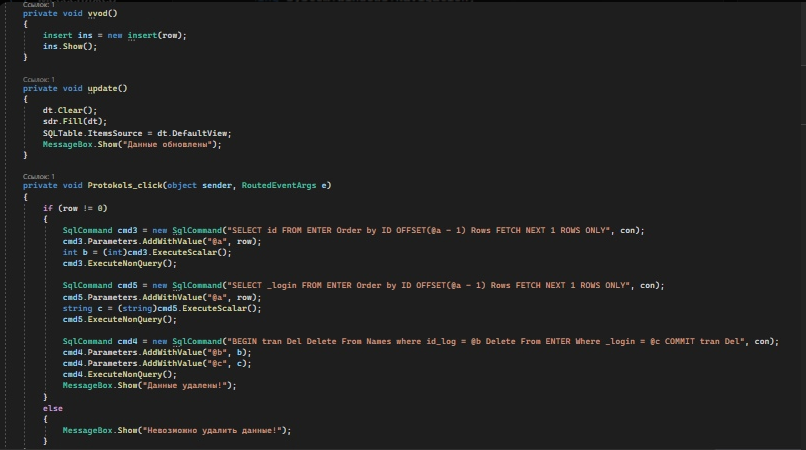 Ссылок: 1
private void vvod()
{
insert ins = new insert(row);
ins.Show();
}
Ссылок: 1
private void update()
{
dt.Clear();
sdr.Fill(dt);
SQLTable.ItemsSource = dt.DefaultView;
MessageBox.Show("Данные обновлены");
}
Ссылок: 1
private void Protokols_click(object sender, RoutedEventArgs e)
{
if (row != 0)
{
SqlCommand cmd3 = new SqlCommand("SELECT id FROM ENTER Order by ID OFFSET(@a - 1) Rows FETCH NEXT 1 ROWS ONLY", con);
cmd3.Parameters.AddWithValue("@a", row);
int b = (int)cmd3.ExecuteScalar();
cmd3.ExecuteNonQuery();
SqlCommand cmd5 = new SqlCommand("SELECT _login FROM ENTER Order by ID OFFSET(@a - 1) Rows FETCH NEXT 1 ROWS ONLY", con);
cmd5.Parameters.AddWithValue("@a", row);
string c = (string)cmd5.ExecuteScalar();
cmd5.ExecuteNonQuery();
SqlCommand cmd4 = new SqlCommand("BEGIN tran Del Delete From Names where id_log = @b Delete From ENTER Where _login = @c COMMIT tran Del", con);
cmd4.Parameters.AddWithValue("@b", b);
cmd4.Parameters.AddWithValue("@c", c);
cmd4.ExecuteNonQuery();
MessageBox.Show("Данные удалены!");
}
else
{
MessageBox.Show("Невозможно удалить данные!");
}